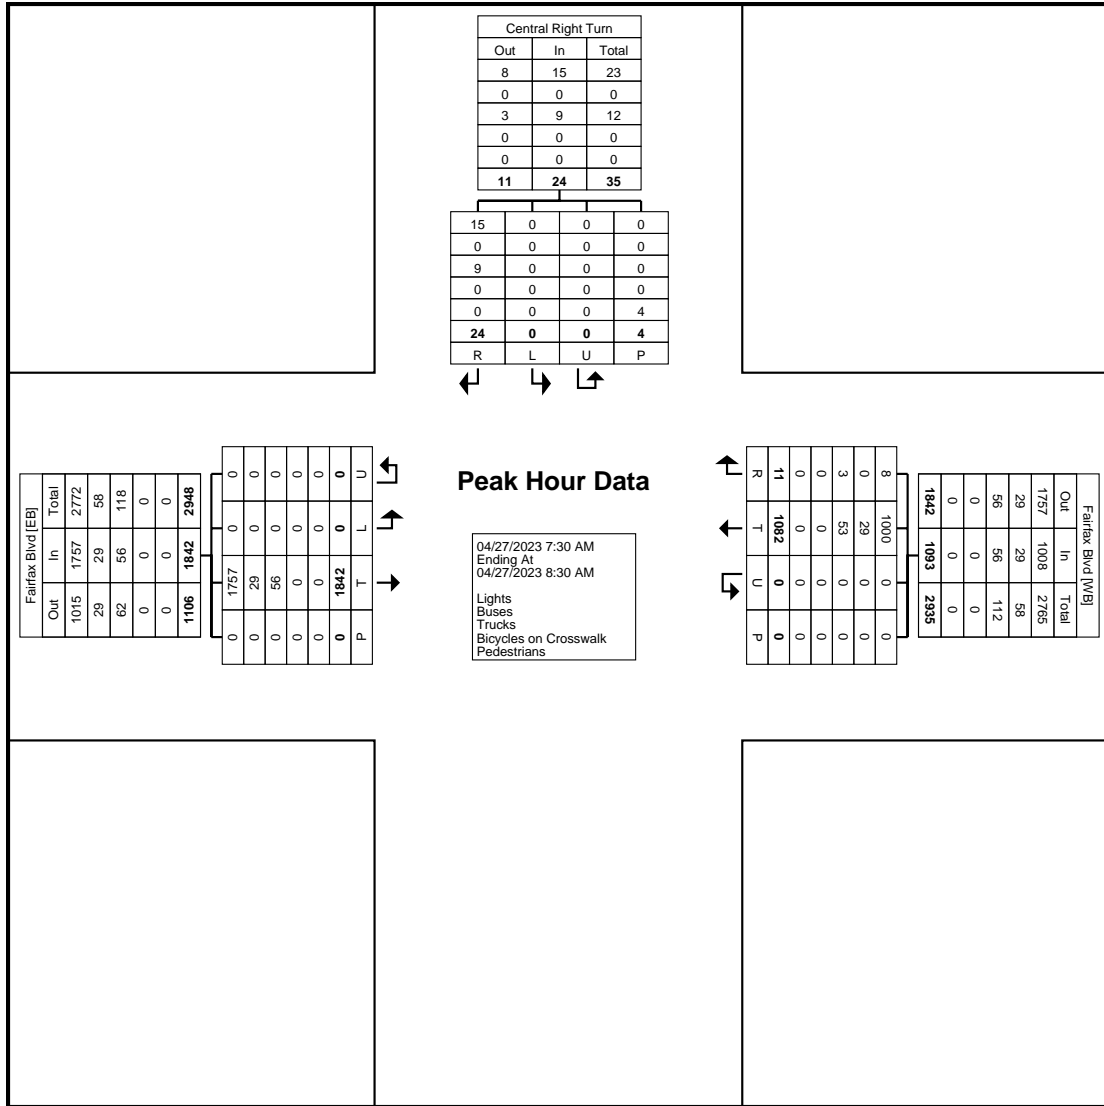 Central Right Turn
Out In Total
8 15 23
0 0 0
3 9 12
0 0 0
0 0 0
11 24 35
15 0 0 0
0 0 0 0
9 0 0 0
0 0 0 0
0 0 0 4
24 0 0 4
R L U P
Fairfax Blvd [EB]
Total In Out
2772 1757 1015
58 29 29
118 56 62
0 0 0
0 0 0
2948 1842 1106
0 0 1757 0
0 0 29 0
0 0 56 0
0 0 0 0
0 0 0 0
0 0 1842 0
U L T P
Peak Hour Data
04/27/2023 7:30 AM
Ending At
04/27/2023 8:30 AM
Lights
Buses
Trucks
Bicycles on Crosswalk
Pedestrians
8 1000 0 0
0 29 0 0
3 53 0 0
0 0 0 0
0 0 0 0
11 1082 0 0
R T U P
Fairfax Blvd [WB]
Out In Total
1757 1008 2765
29 29 58
56 56 112
0 0 0
0 0 0
1842 1093 2935